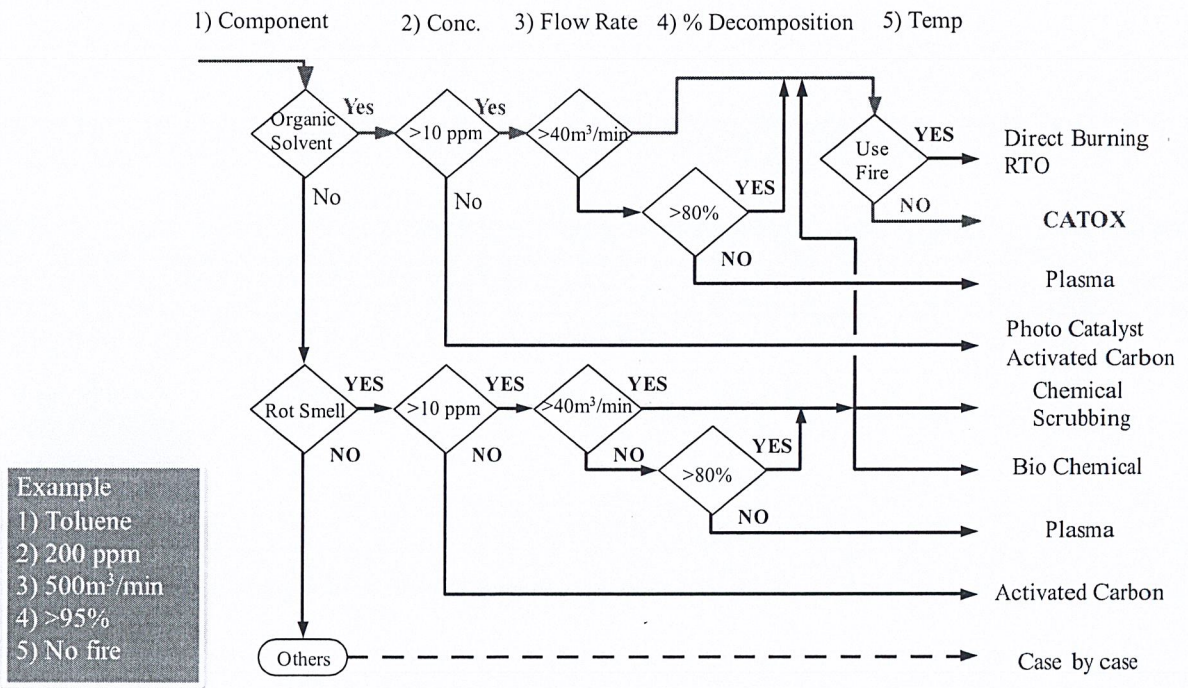 1) Component 2) Conc. 3) Flow Rate 4) % Decomposition 5) Temp
Organic
Solvent
Yes
>10 ppm
Yes
>40m³/min
Use
Fire
YES
Direct Burning
RTO
No
No
>80%
YES
NO
CATOX
NO
Plasma
Photo Catalyst
Activated Carbon
Rot Smell
YES
>10 ppm
YES
>40m³/min
YES
Chemical
Scrubbing
NO
NO
NO
>80%
YES
Bio Chemical
NO
Plasma
Activated Carbon
Others
Case by case
Example
1) Toluene
2) 200 ppm
3) 500m³/min
4) >95%
5) No fire